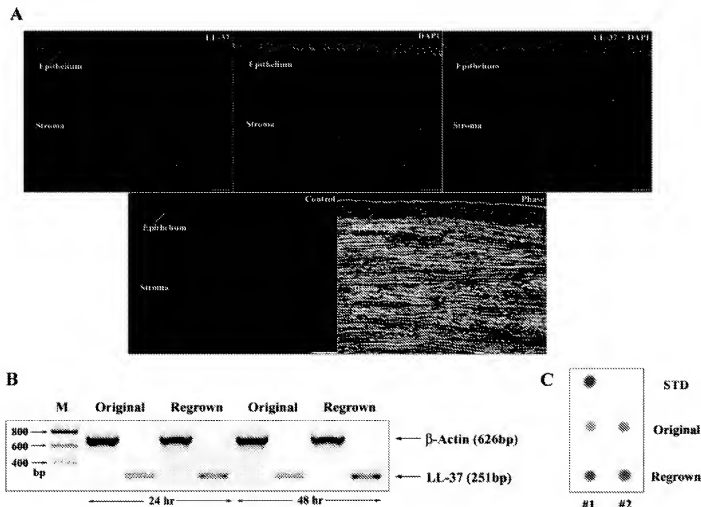 A
LL-37
DAPI
LL-37 + DAPI
Epithelium
Epithelium
Epithelium
Stroma
Stroma
Stroma
Control
Phase
Epithelium
Stroma
B
M Original Regrown Original Regrown
800
600
400
bp
β-Actin (626bp)
LL-37 (251bp)
24 hr 48 hr
C
STD
Original
Regrown
#1 #2